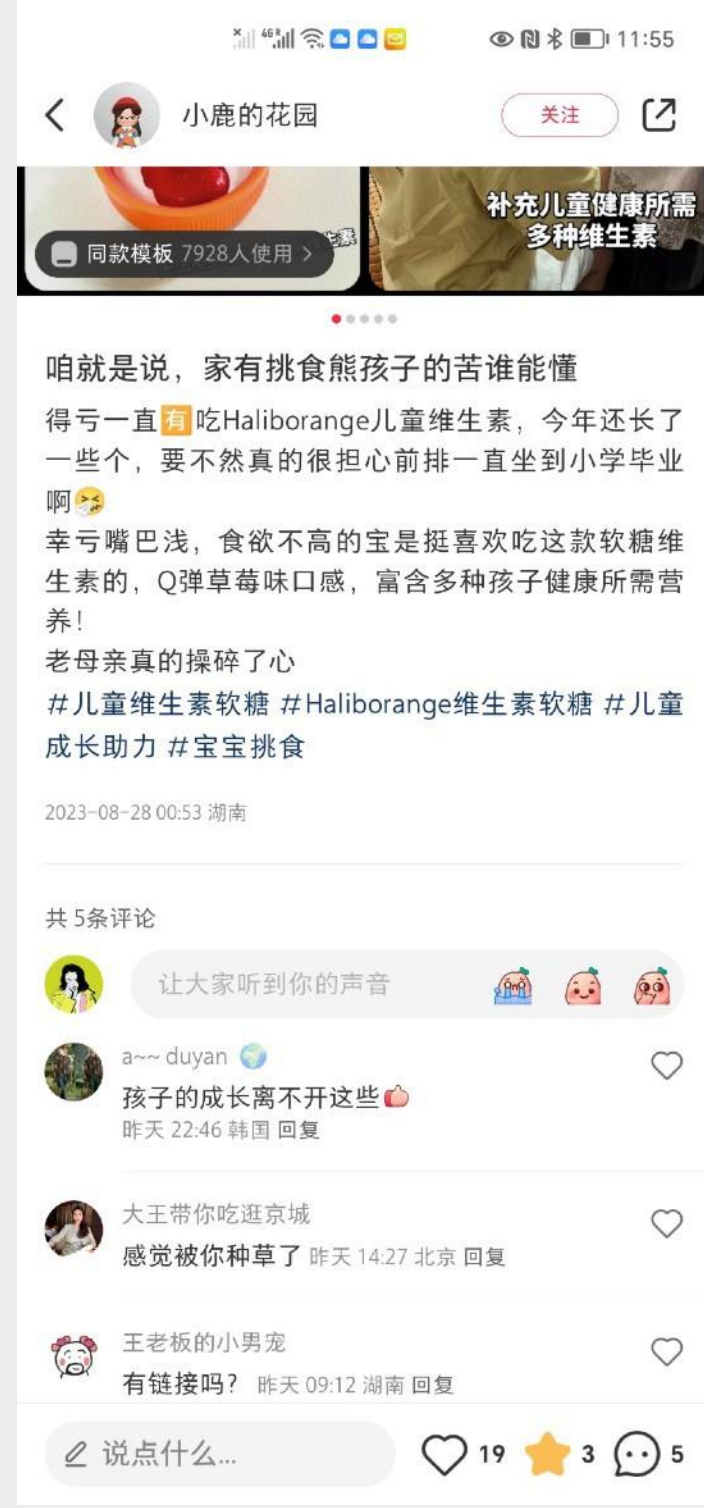 46
11:55
小鹿的花园
关注
补充儿童健康所需
多种维生素
生素
同款模板 7928人使用 >
咱就是说，家有挑食熊孩子的苦谁能懂
得亏一直🈶吃Haliborange儿童维生素，今年还长了
一些个，要不然真的很担心前排一直坐到小学毕业
啊🤧
幸亏嘴巴浅，食欲不高的宝是挺喜欢吃这款软糖维
生素的，Q弹草莓味口感，富含多种孩子健康所需营
养！
老母亲真的操碎了心
#儿童维生素软糖 #Haliborange维生素软糖 #儿童
成长助力 #宝宝挑食
2023-08-28 00:53 湖南
共 5条评论
让大家听到你的声音
a~~ duyan 🌍
孩子的成长离不开这些👍
昨天 22:46 韩国 回复
大王带你吃逛京城
感觉被你种草了 昨天 14:27 北京 回复
王老板的小男宠
有链接吗？ 昨天 09:12 湖南 回复
说点什么...
19
3
5